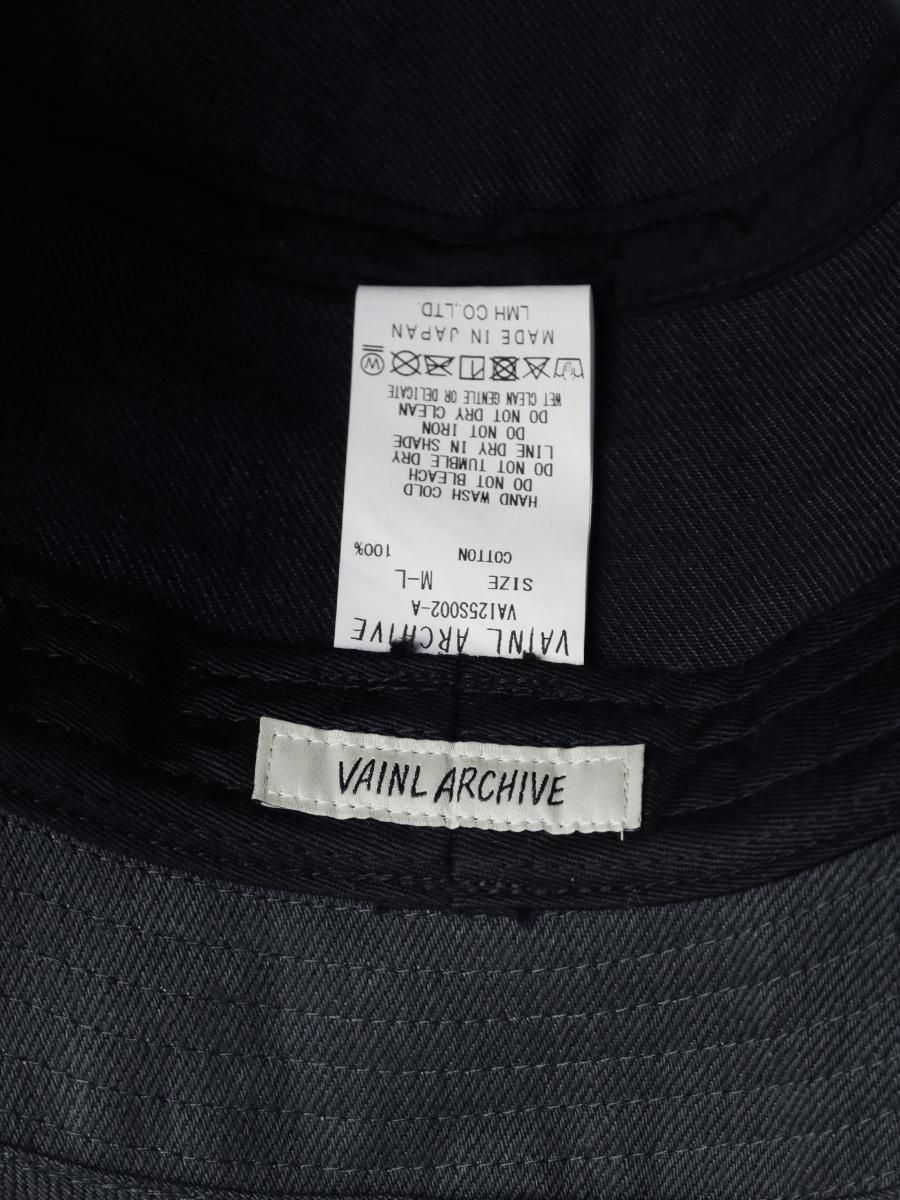 VAINL ARCHIVE
VAI25S002-A
SIZE M-L
COTTON 100%
HAND WASH COLD
DO NOT BLEACH
DO NOT TUMBLE DRY
LINE DRY IN SHADE
DO NOT IRON
DO NOT DRY CLEAN
WET CLEAN GENTLE OR DELICATE
W
MADE IN JAPAN
LMH CO.,LTD.
VAINL ARCHIVE